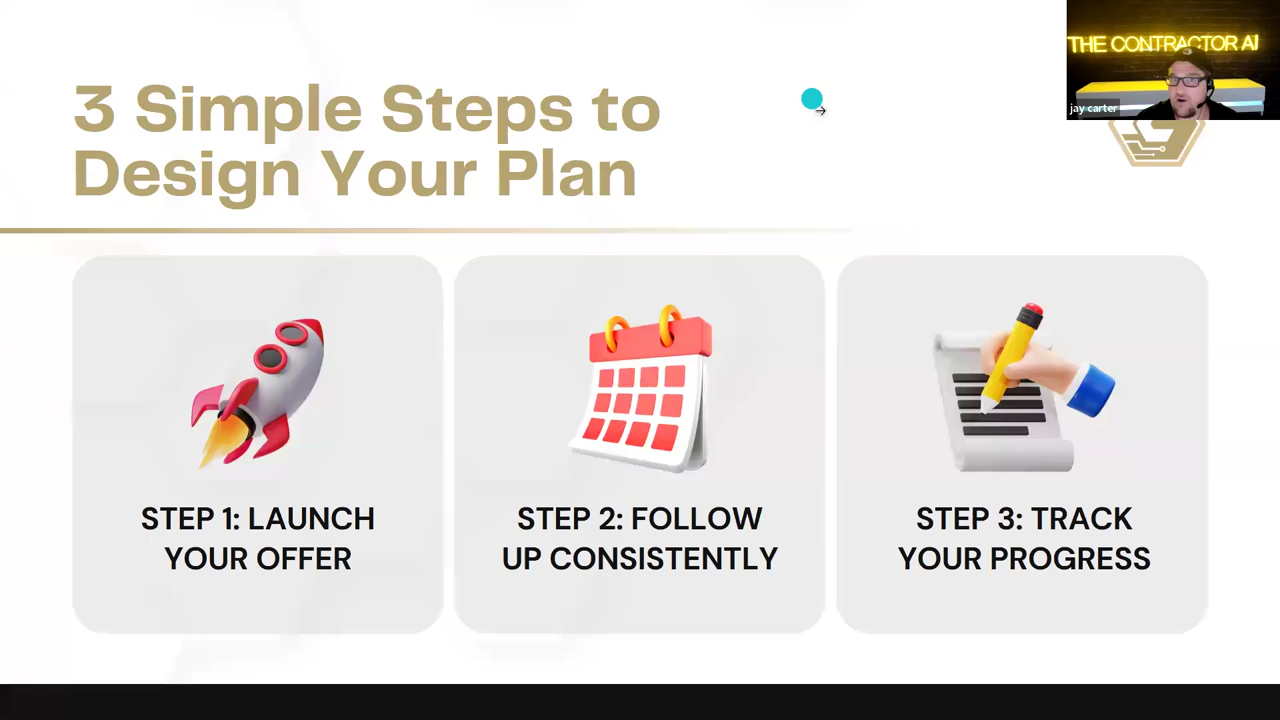 3 Simple Steps to
Design Your Plan
THE CONTRACTOR AI
jay carter
STEP 1: LAUNCH
YOUR OFFER
STEP 2: FOLLOW
UP CONSISTENTLY
STEP 3: TRACK
YOUR PROGRESS